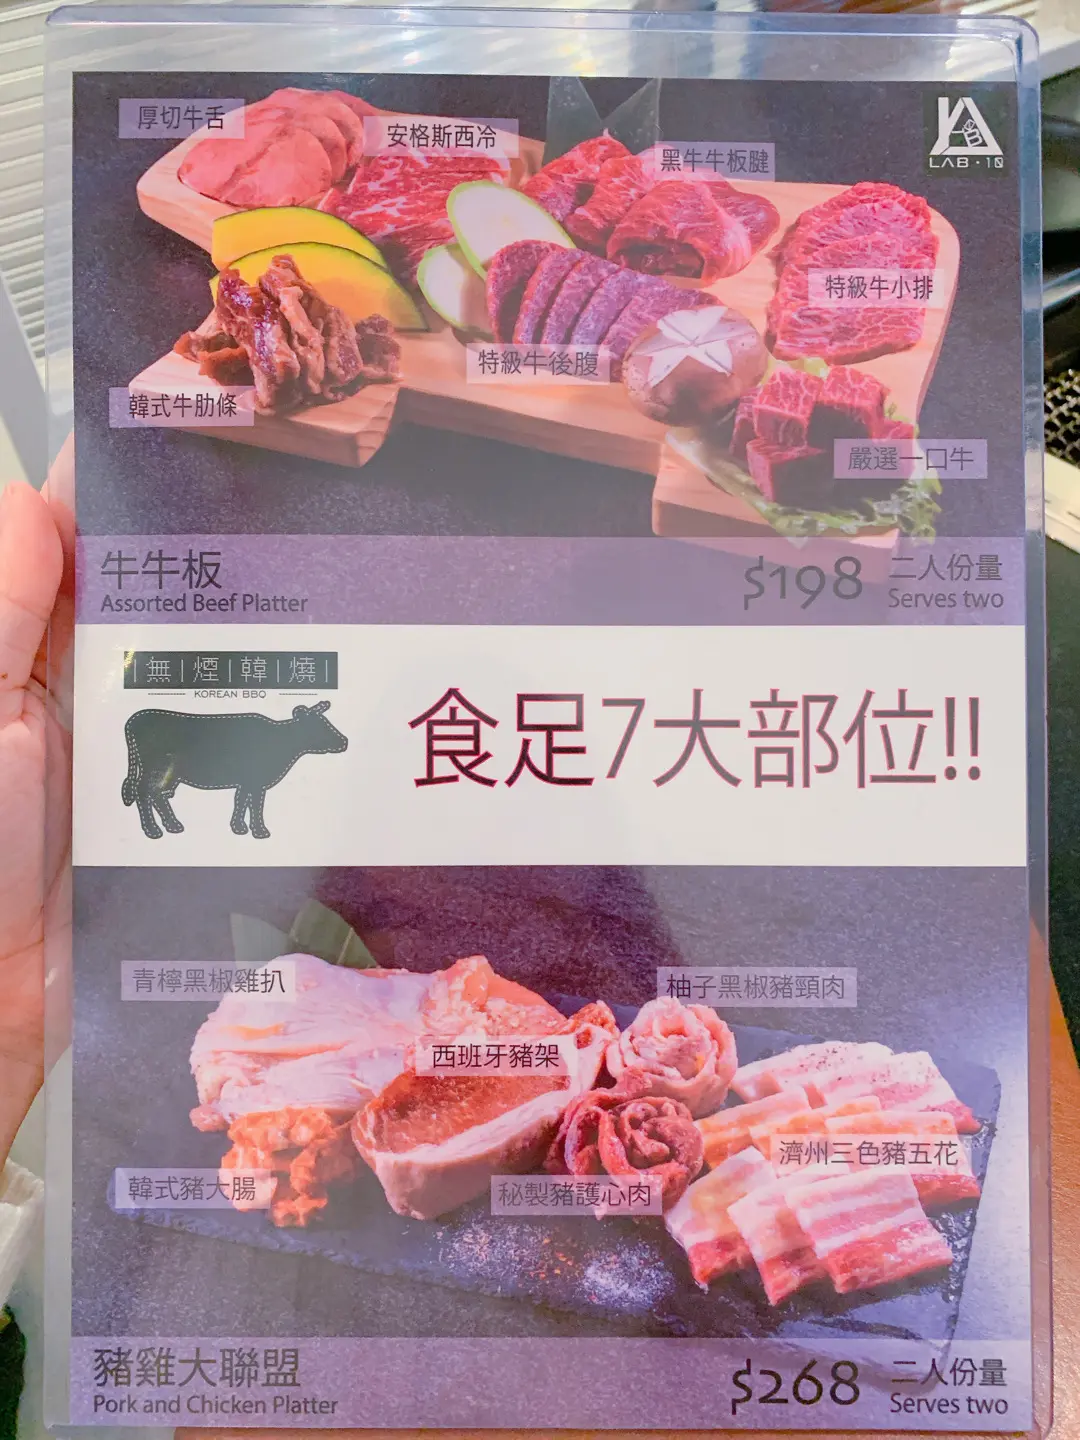 厚切牛舌
安格斯西冷
黑牛牛板腱
LAB·10
特級牛小排
特級牛後腹
韓式牛肋條
嚴選一口牛
牛牛板
Assorted Beef Platter
$198
二人份量
Serves two
無|煙|韓|燒
KOREAN BBQ
食足7大部位!!
青檸黑椒雞扒
柚子黑椒豬頸肉
西班牙豬架
濟州三色豬五花
韓式豬大腸
秘製豬護心肉
豬雞大聯盟
Pork and Chicken Platter
$268
二人份量
Serves two